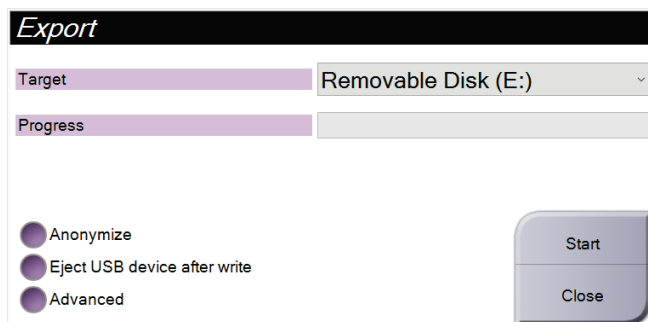 Export
Target
Removable Disk (E:)
Progress
Anonymize
Eject USB device after write
Advanced
Start
Close